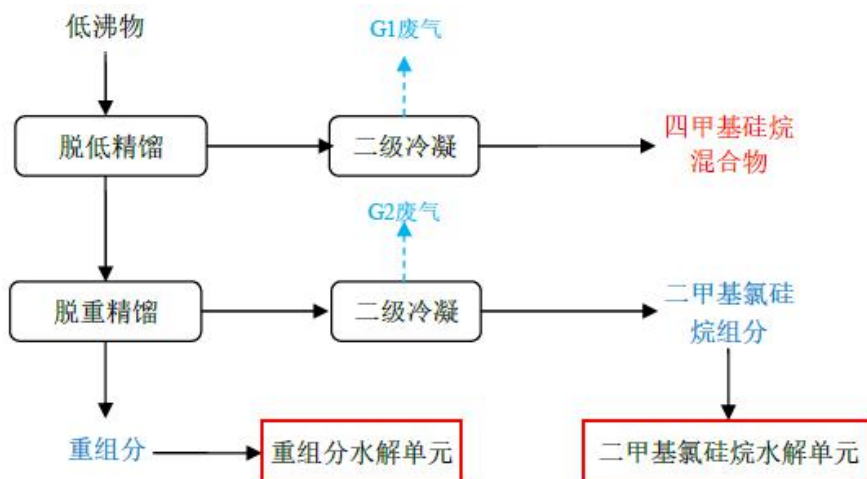 低沸物
G1废气
脱低精馏
二级冷凝
四甲基硅烷
混合物
G2废气
脱重精馏
二级冷凝
二甲基氯硅
烷组分
重组分
重组分水解单元
二甲基氯硅烷水解单元